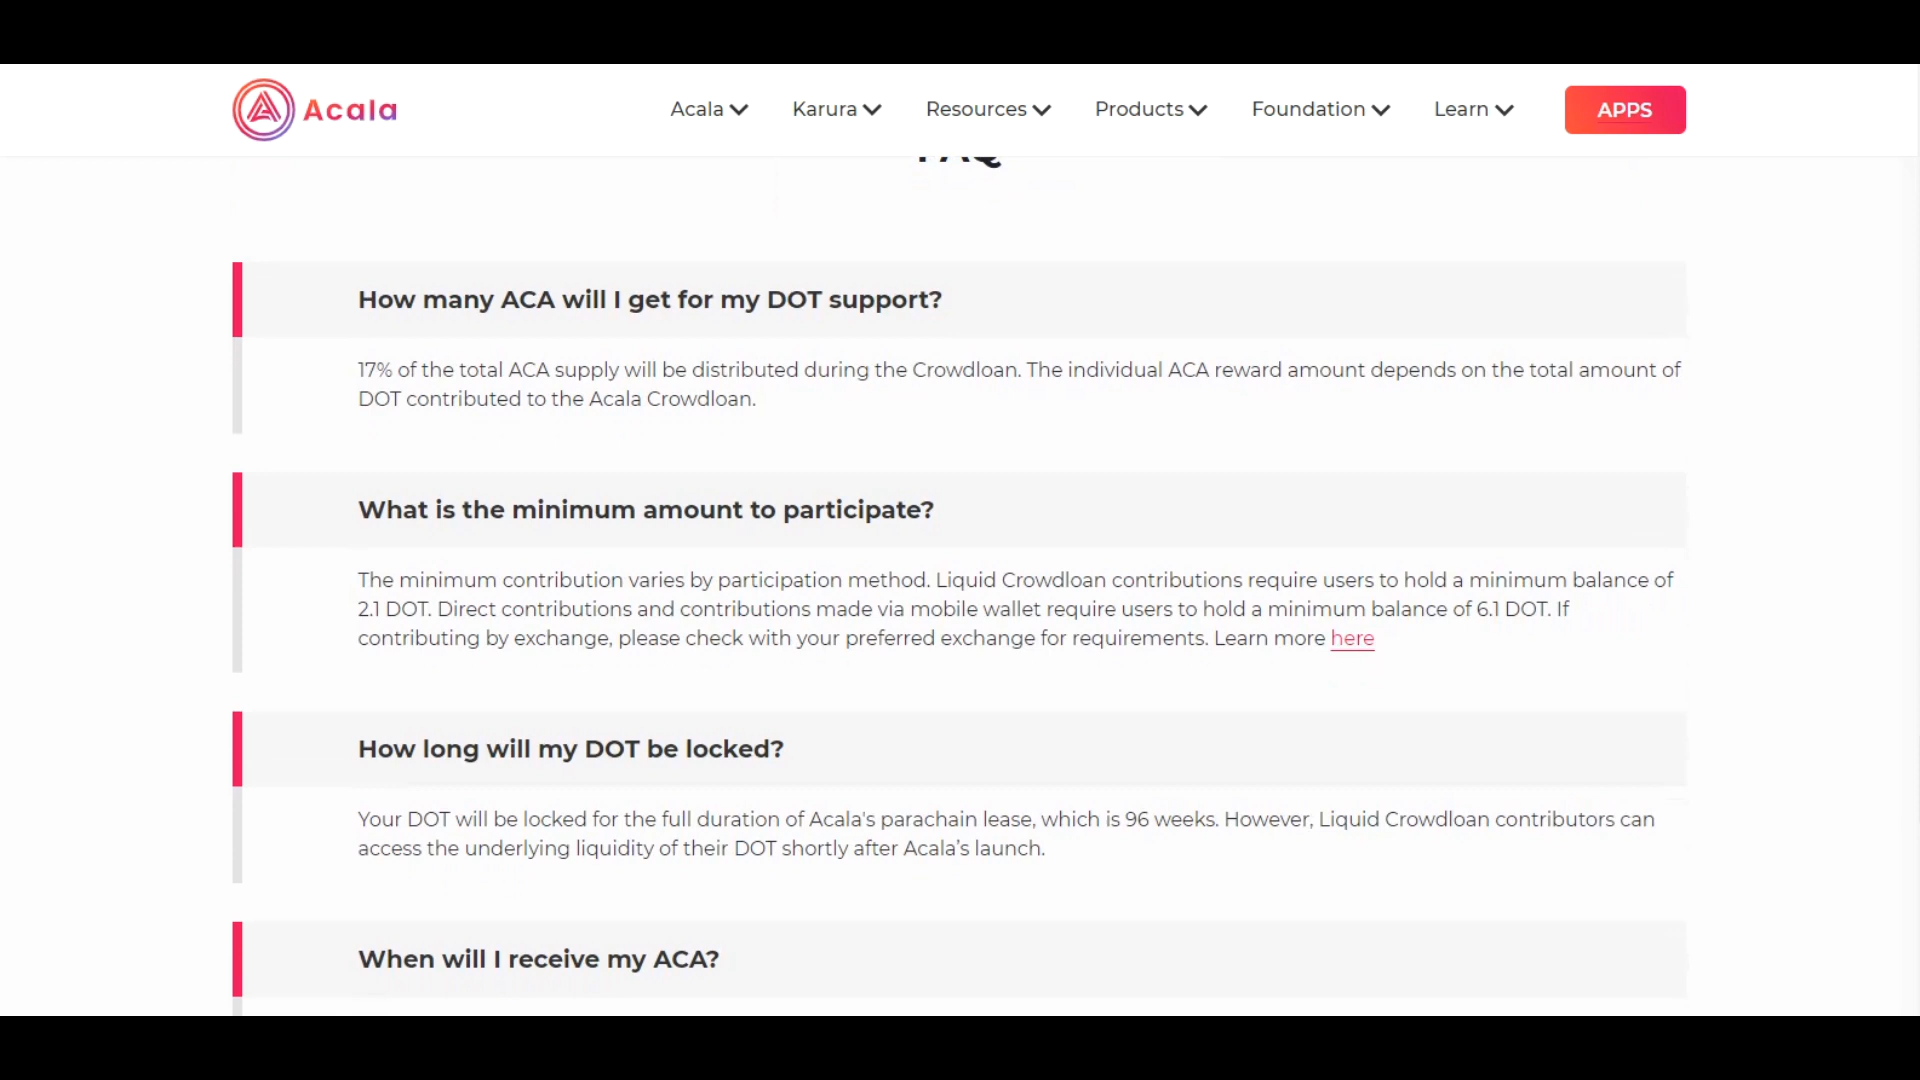 Acala
Acala Karura Resources Products Foundation Learn APPS
FAQ
How many ACA will I get for my DOT support?
17% of the total ACA supply will be distributed during the Crowdloan. The individual ACA reward amount depends on the total amount of
DOT contributed to the Acala Crowdloan.
What is the minimum amount to participate?
The minimum contribution varies by participation method. Liquid Crowdloan contributions require users to hold a minimum balance of
2.1 DOT. Direct contributions and contributions made via mobile wallet require users to hold a minimum balance of 6.1 DOT. If
contributing by exchange, please check with your preferred exchange for requirements. Learn more here
How long will my DOT be locked?
Your DOT will be locked for the full duration of Acala's parachain lease, which is 96 weeks. However, Liquid Crowdloan contributors can
access the underlying liquidity of their DOT shortly after Acala’s launch.
When will I receive my ACA?